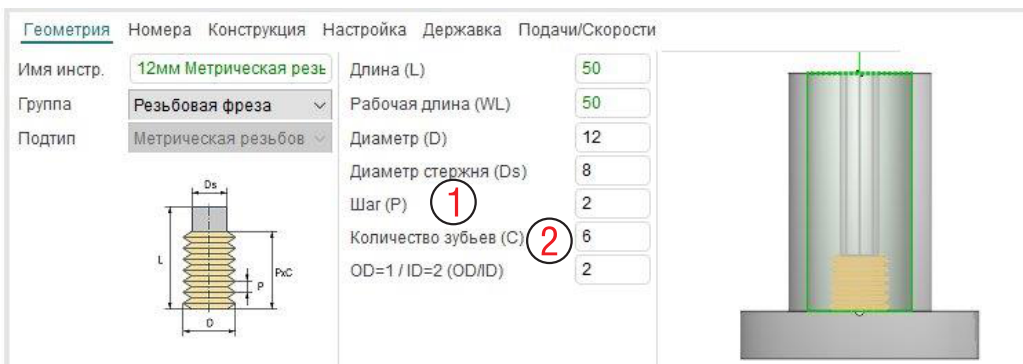 Геометрия Номера Конструкция Настройка Державка Подачи/Скорости
Имя инстр. 12мм Метрическая резь
Группа Резьбовая фреза
Подтип Метрическая резьбов
Длина (L) 50
Рабочая длина (WL) 50
Диаметр (D) 12
Диаметр стержня (Ds) 8
Шаг (P) 1 2
Количество зубьев (C) 2 6
OD=1 / ID=2 (OD/ID) 2
Ds
L
PxC
P
D